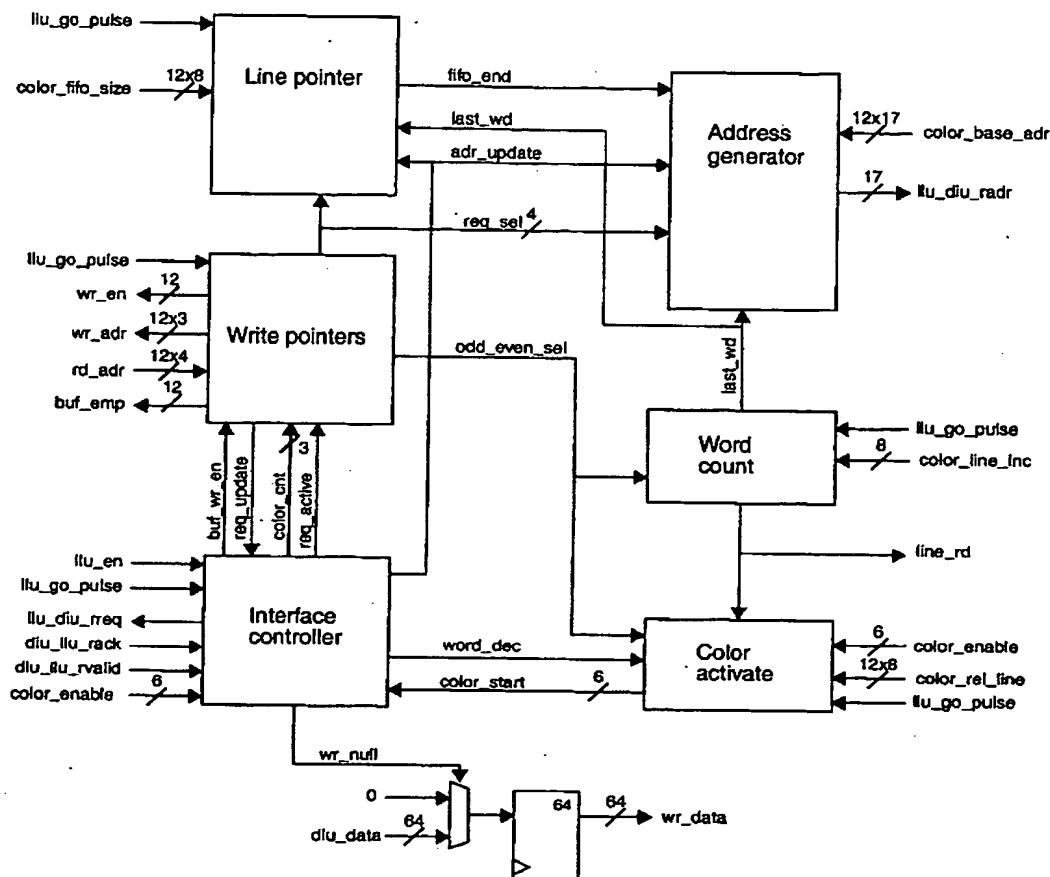 llu_go_pulse
color_fifo_size
12x8
Line pointer
fifo_end
last_wd
adr_update
req_sel
4
Address
generator
12x17
color_base_adr
17
llu_diu_radr
llu_go_pulse
wr_en
12
wr_adr
12x3
rd_adr
12x4
buf_emp
12
Write pointers
odd_even_sel
last_wd
Word
count
llu_go_pulse
8
color_line_inc
line_rd
buf_wr_en
req_update
color_cnt
3
req_active
llu_en
llu_go_pulse
llu_diu_rreq
diu_llu_rack
diu_llu_rvalid
color_enable
6
Interface
controller
word_dec
color_start
6
Color
activate
6
color_enable
12x8
color_rel_line
llu_go_pulse
wr_null
0
diu_data
64
64
64
wr_data